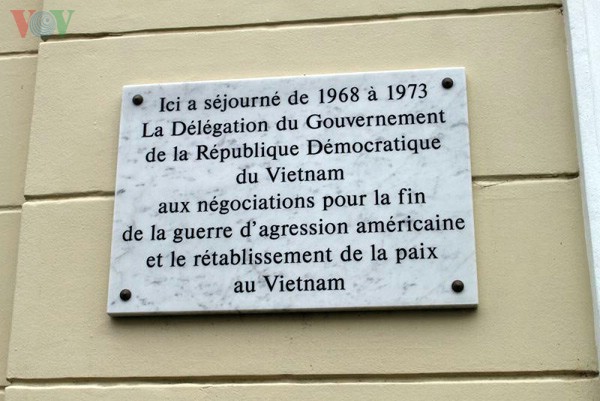 VOV
Ici a séjourné de 1968 à 1973
La Délégation du Gouvernement
de la République Démocratique
du Vietnam
aux négociations pour la fin
de la guerre d'agression américaine
et le rétablissement de la paix
au Vietnam